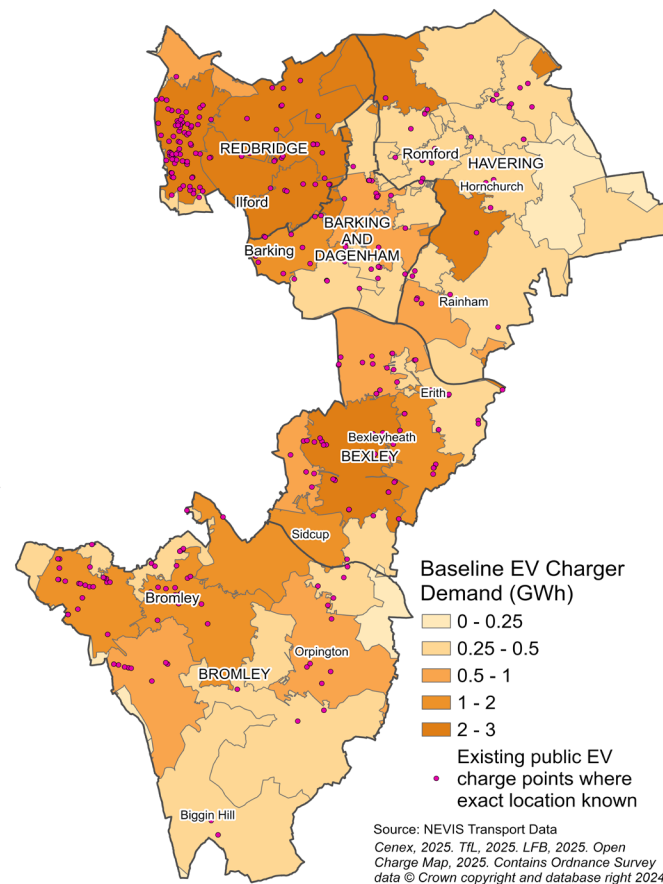 REDBRIDGE
Ilford
Romford
HAVERING
Hornchurch
BARKING
AND
DAGENHAM
Barking
Rainham
Erith
Bexleyheath
BEXLEY
Sidcup
Bromley
Orpington
BROMLEY
Biggin Hill
Baseline EV Charger
Demand (GWh)
0 - 0.25
0.25 - 0.5
0.5 - 1
1 - 2
2 - 3
Existing public EV
charge points where
exact location known
Source: NEVIS Transport Data
Cenex, 2025. TfL, 2025. LFB, 2025. Open
Charge Map, 2025. Contains Ordnance Survey
data © Crown copyright and database right 2024